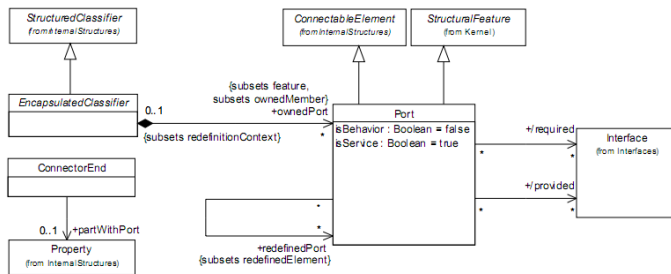 StructuredClassifier
(from InternalStructures)
ConnectableElement
(from InternalStructures)
StructuralFeature
(from Kernel)
EncapsulatedClassifier
0..1
{subsets redefinitionContext}
{subsets feature,
subsets ownedMember}
+ownedPort
*
Port
isBehavior : Boolean = false
isService : Boolean = true
+/required
*
*
+/provided
*
*
Interface
(from Interfaces)
ConnectorEnd
0..1
+partWithPort
Property
(from InternalStructures)
*
*
+redefinedPort
{subsets redefinedElement}